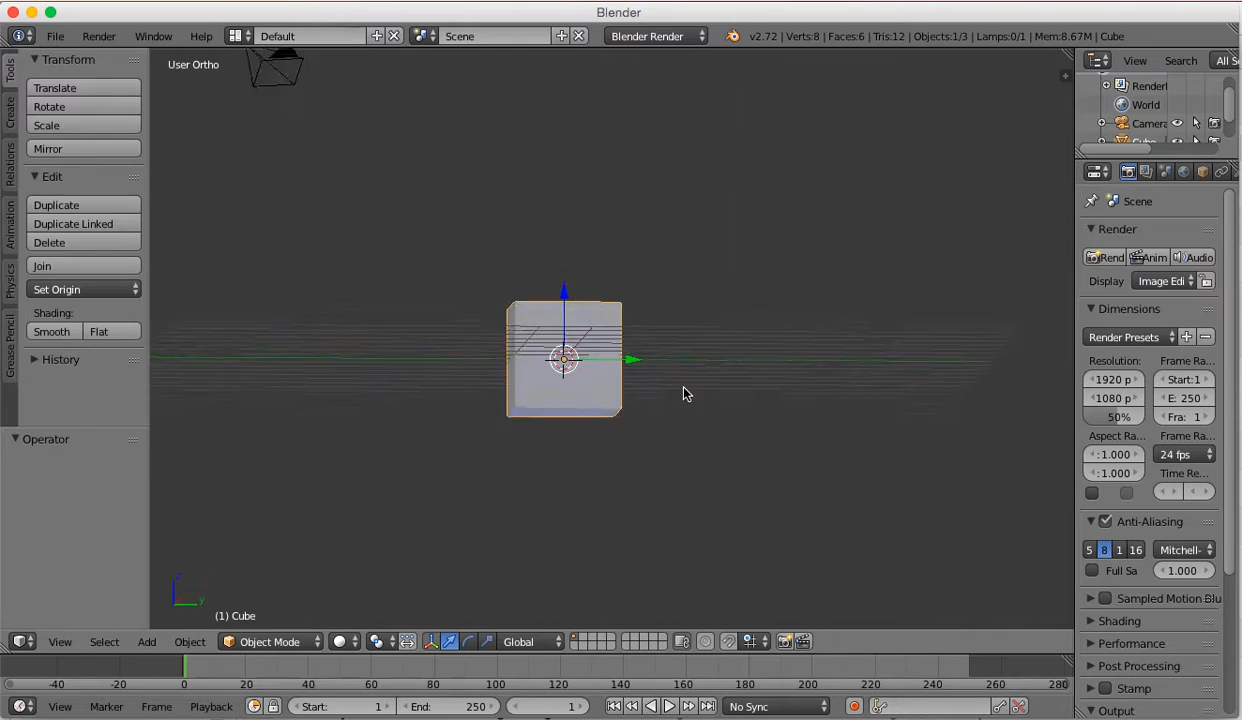 Blender
File Render Window Help Default Scene Blender Render v2.72 | Verts:8 | Faces:6 | Tris:12 | Objects:1/3 | Lamps:0/1 | Mem:8.67M | Cube
Tools
Create
Relations
Animation
Physics
Grease Pencil
Transform
Translate
Rotate
Scale
Mirror
Edit
Duplicate
Duplicate Linked
Delete
Join
Set Origin
Shading:
Smooth Flat
History
Operator
User Ortho
z
y
(1) Cube
View Select Add Object Object Mode Global
-40 -20 0 20 40 60 80 100 120 140 160 180 200 220 240 260 280
View Marker Frame Playback Start: 1 End: 250 1 No Sync
View Search All S
Renderl
World
Camera
Scene
Render
Rend Anim Audio
Display Image Edi
Dimensions
Render Presets
Resolution: Frame Ra...
1920 p Start:1
1080 p E: 250
50% Fra: 1
Aspect Ra... Frame Ra...
:1.000 24 fps
:1.000 Time Re...
Anti-Aliasing
5 8 1 16 Mitchell-
Full Sa 1.000
Sampled Motion Blu
Shading
Performance
Post Processing
Stamp
Output